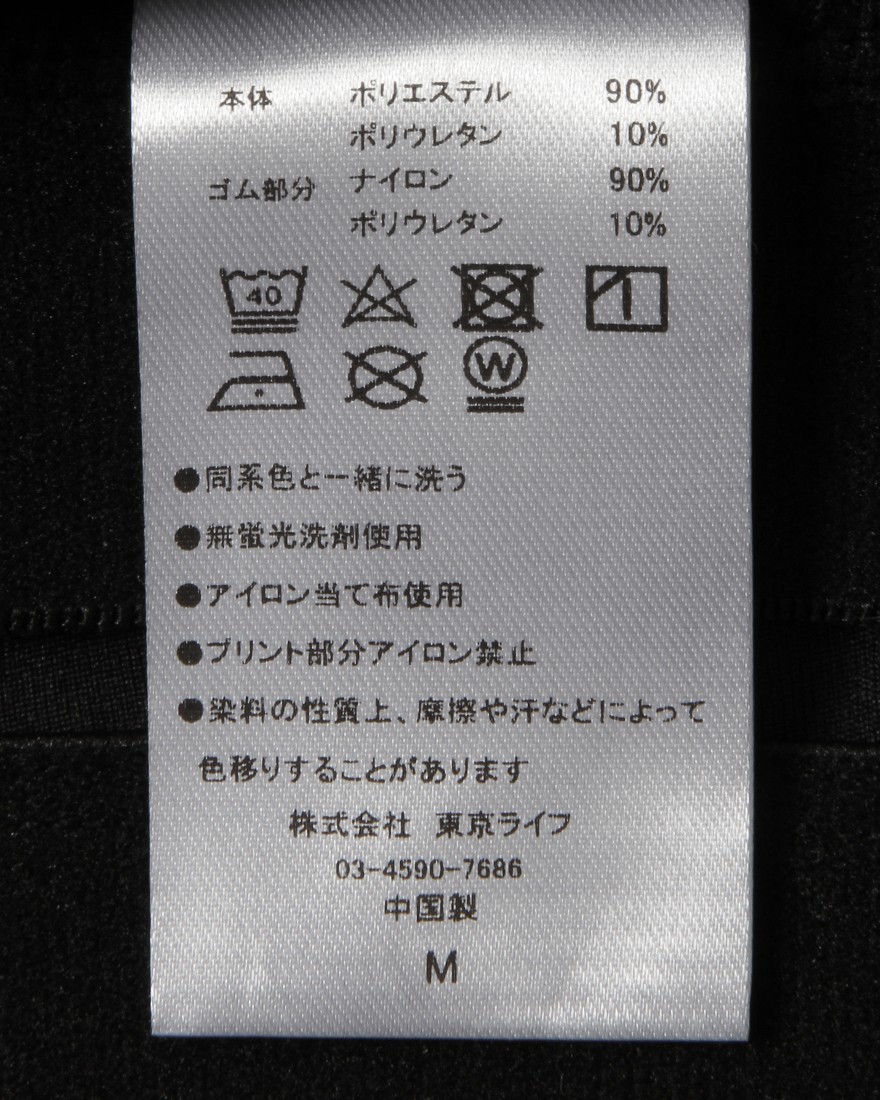 本体 ポリエステル 90%
ポリウレタン 10%
ゴム部分 ナイロン 90%
ポリウレタン 10%
40
W
●同系色と一緒に洗う
●無蛍光洗剤使用
●アイロン当て布使用
●プリント部分アイロン禁止
●染料の性質上、摩擦や汗などによって
色移りすることがあります
株式会社 東京ライフ
03-4590-7686
中国製
M